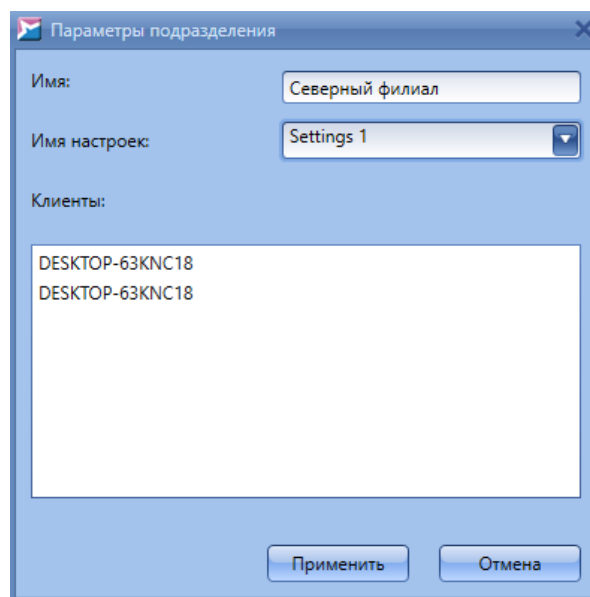 Параметры подразделения
Имя:
Северный филиал
Имя настроек:
Settings 1
Клиенты:
DESKTOP-63KNC18
DESKTOP-63KNC18
Применить
Отмена